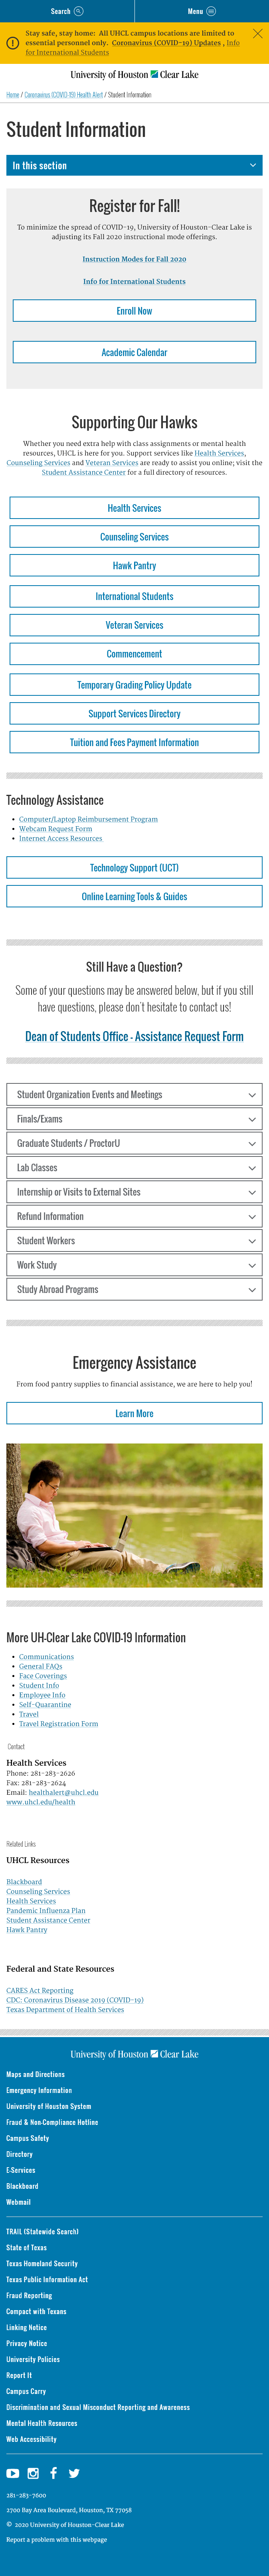 Search
Menu
Stay safe, stay home: All UHCL campus locations are limited to
essential personnel only. Coronavirus (COVID-19) Updates , Info
for International Students
University of Houston Clear Lake
Home / Coronavirus (COVID-19) Health Alert / Student Information
Student Information
In this section
Register for Fall!
To minimize the spread of COVID-19, University of Houston-Clear Lake is
adjusting its Fall 2020 instructional mode offerings.
Instruction Modes for Fall 2020
Info for International Students
Enroll Now
Academic Calendar
Supporting Our Hawks
Whether you need extra help with class assignments or mental health
resources, UHCL is here for you. Support services like Health Services,
Counseling Services and Veteran Services are ready to assist you online; visit the
Student Assistance Center for a full directory of resources.
Health Services
Counseling Services
Hawk Pantry
International Students
Veteran Services
Commencement
Temporary Grading Policy Update
Support Services Directory
Tuition and Fees Payment Information
Technology Assistance
• Computer/Laptop Reimbursement Program
• Webcam Request Form
• Internet Access Resources
Technology Support (UCT)
Online Learning Tools & Guides
Still Have a Question?
Some of your questions may be answered below, but if you still
have questions, please don't hesitate to contact us!
Dean of Students Office - Assistance Request Form
Student Organization Events and Meetings
Finals/Exams
Graduate Students / ProctorU
Lab Classes
Internship or Visits to External Sites
Refund Information
Student Workers
Work Study
Study Abroad Programs
Emergency Assistance
From food pantry supplies to financial assistance, we are here to help you!
Learn More
More UH-Clear Lake COVID-19 Information
• Communications
• General FAQs
• Face Coverings
• Student Info
• Employee Info
• Self-Quarantine
• Travel
• Travel Registration Form
Contact
Health Services
Phone: 281-283-2626
Fax: 281-283-2624
Email: healthalert@uhcl.edu
www.uhcl.edu/health
Related Links
UHCL Resources
Blackboard
Counseling Services
Health Services
Pandemic Influenza Plan
Student Assistance Center
Hawk Pantry
Federal and State Resources
CARES Act Reporting
CDC: Coronavirus Disease 2019 (COVID-19)
Texas Department of Health Services
University of Houston Clear Lake
Maps and Directions
Emergency Information
University of Houston System
Fraud & Non-Compliance Hotline
Campus Safety
Directory
E-Services
Blackboard
Webmail
TRAIL (Statewide Search)
State of Texas
Texas Homeland Security
Texas Public Information Act
Fraud Reporting
Compact with Texans
Linking Notice
Privacy Notice
University Policies
Report It
Campus Carry
Discrimination and Sexual Misconduct Reporting and Awareness
Mental Health Resources
Web Accessibility
281-283-7600
2700 Bay Area Boulevard, Houston, TX 77058
© 2020 University of Houston-Clear Lake
Report a problem with this webpage